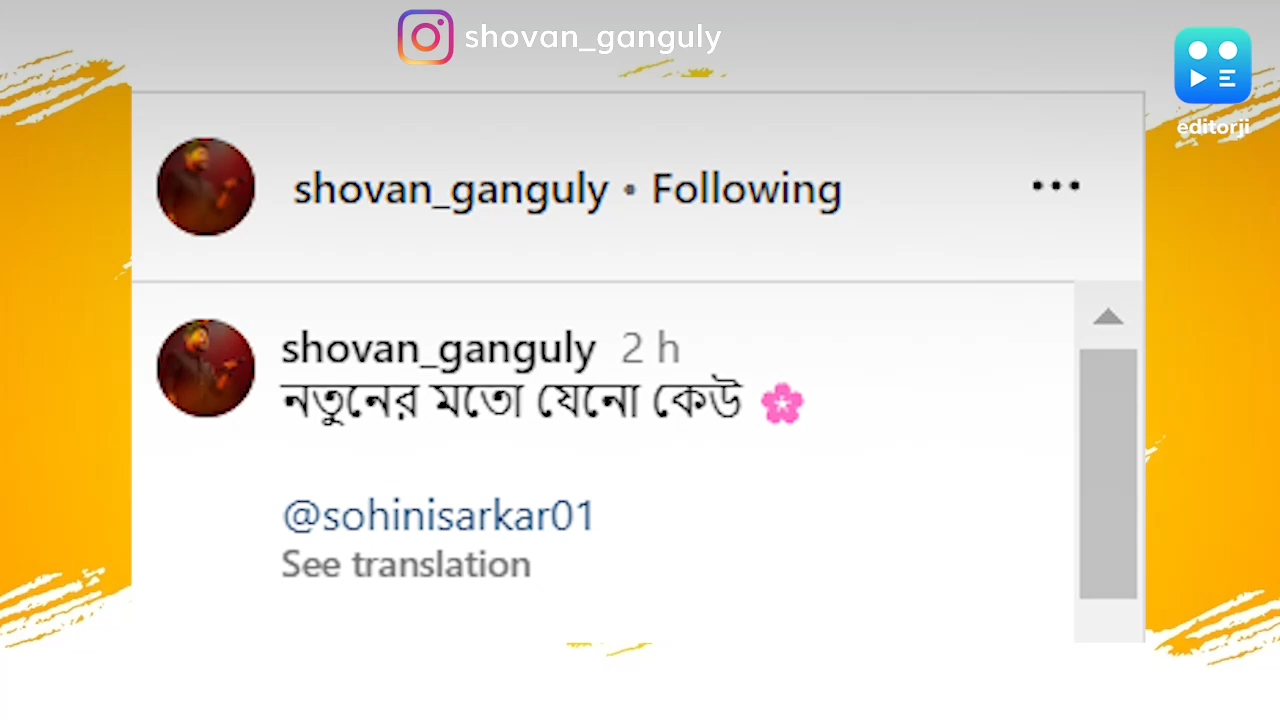 shovan_ganguly
editorji
shovan_ganguly • Following
shovan_ganguly 2 h
নতুনের মতো যেনো কেউ 🌸
@sohinisarkar01
See translation